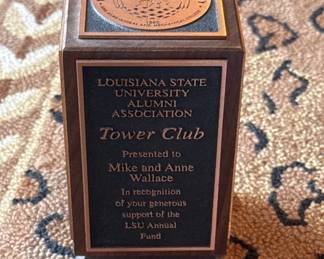 1860
LOUISIANA STATE
UNIVERSITY
ALUMNI
ASSOCIATION
Tower Club
Presented to
Mike and Anne
Wallace
In recognition
of your generous
support of the
LSU Annual
Fund